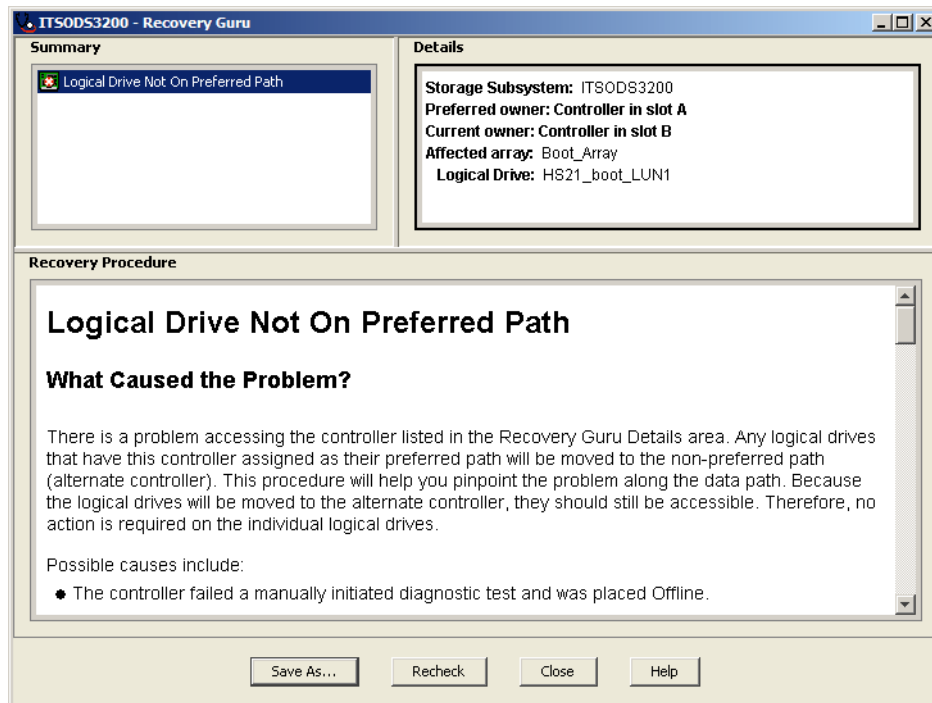 ITSODS3200 - Recovery Guru
Summary
Logical Drive Not On Preferred Path
Details
Storage Subsystem: ITSODS3200
Preferred owner: Controller in slot A
Current owner: Controller in slot B
Affected array: Boot_Array
Logical Drive: HS21_boot_LUN1
Recovery Procedure
Logical Drive Not On Preferred Path
What Caused the Problem?
There is a problem accessing the controller listed in the Recovery Guru Details area. Any logical drives
that have this controller assigned as their preferred path will be moved to the non-preferred path
(alternate controller). This procedure will help you pinpoint the problem along the data path. Because
the logical drives will be moved to the alternate controller, they should still be accessible. Therefore, no
action is required on the individual logical drives.
Possible causes include:
● The controller failed a manually initiated diagnostic test and was placed Offline.
Save As... Recheck Close Help